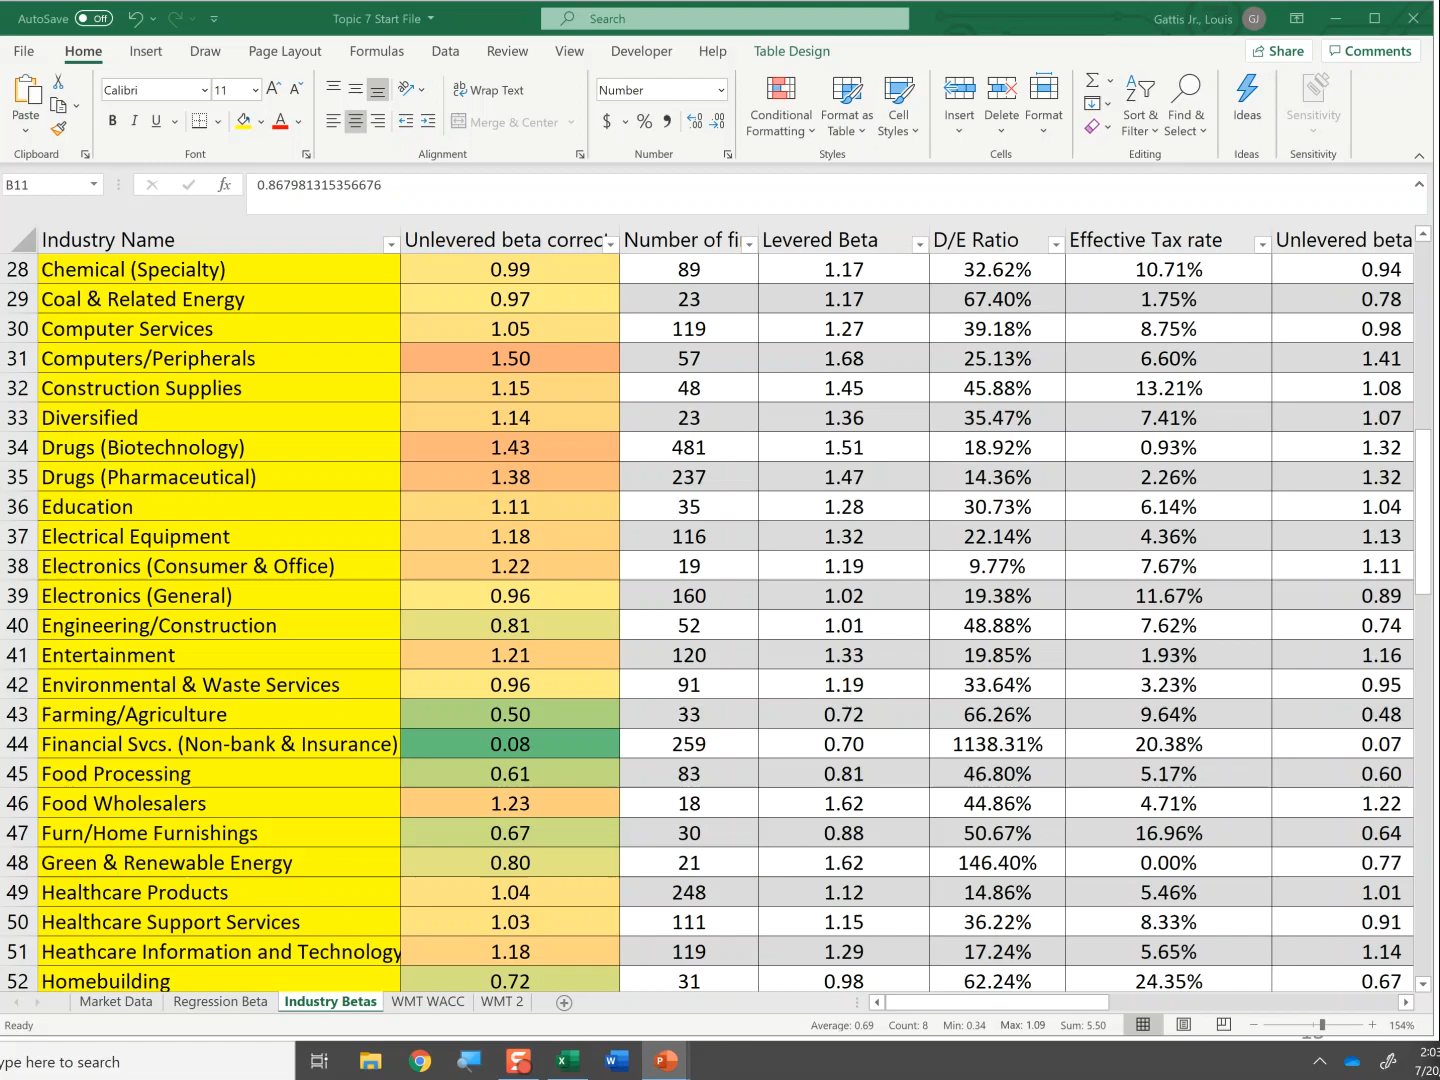 AutoSave Off Topic 7 Start File Search Gattis Jr., Louis GJ
File Home Insert Draw Page Layout Formulas Data Review View Developer Help Table Design Share Comments
Paste Calibri 11 A A Wrap Text Number Conditional Formatting Format as Table Cell Styles Insert Delete Format Sort & Filter Find & Select Ideas Sensitivity
B I U A Merge & Center $ % 9
Clipboard Font Alignment Number Styles Cells Editing Ideas Sensitivity
B11 fx 0.867981315356676
Industry Name Unlevered beta correc Number of fi Levered Beta D/E Ratio Effective Tax rate Unlevered beta
28 Chemical (Specialty) 0.99 89 1.17 32.62% 10.71% 0.94
29 Coal & Related Energy 0.97 23 1.17 67.40% 1.75% 0.78
30 Computer Services 1.05 119 1.27 39.18% 8.75% 0.98
31 Computers/Peripherals 1.50 57 1.68 25.13% 6.60% 1.41
32 Construction Supplies 1.15 48 1.45 45.88% 13.21% 1.08
33 Diversified 1.14 23 1.36 35.47% 7.41% 1.07
34 Drugs (Biotechnology) 1.43 481 1.51 18.92% 0.93% 1.32
35 Drugs (Pharmaceutical) 1.38 237 1.47 14.36% 2.26% 1.32
36 Education 1.11 35 1.28 30.73% 6.14% 1.04
37 Electrical Equipment 1.18 116 1.32 22.14% 4.36% 1.13
38 Electronics (Consumer & Office) 1.22 19 1.19 9.77% 7.67% 1.11
39 Electronics (General) 0.96 160 1.02 19.38% 11.67% 0.89
40 Engineering/Construction 0.81 52 1.01 48.88% 7.62% 0.74
41 Entertainment 1.21 120 1.33 19.85% 1.93% 1.16
42 Environmental & Waste Services 0.96 91 1.19 33.64% 3.23% 0.95
43 Farming/Agriculture 0.50 33 0.72 66.26% 9.64% 0.48
44 Financial Svcs. (Non-bank & Insurance) 0.08 259 0.70 1138.31% 20.38% 0.07
45 Food Processing 0.61 83 0.81 46.80% 5.17% 0.60
46 Food Wholesalers 1.23 18 1.62 44.86% 4.71% 1.22
47 Furn/Home Furnishings 0.67 30 0.88 50.67% 16.96% 0.64
48 Green & Renewable Energy 0.80 21 1.62 146.40% 0.00% 0.77
49 Healthcare Products 1.04 248 1.12 14.86% 5.46% 1.01
50 Healthcare Support Services 1.03 111 1.15 36.22% 8.33% 0.91
51 Heathcare Information and Technology 1.18 119 1.29 17.24% 5.65% 1.14
52 Homebuilding 0.72 31 0.98 62.24% 24.35% 0.67
Market Data Regression Beta Industry Betas WMT WACC WMT 2
Ready Average: 0.69 Count: 8 Min: 0.34 Max: 1.09 Sum: 5.50 154%
ype here to search 2:03
7/20